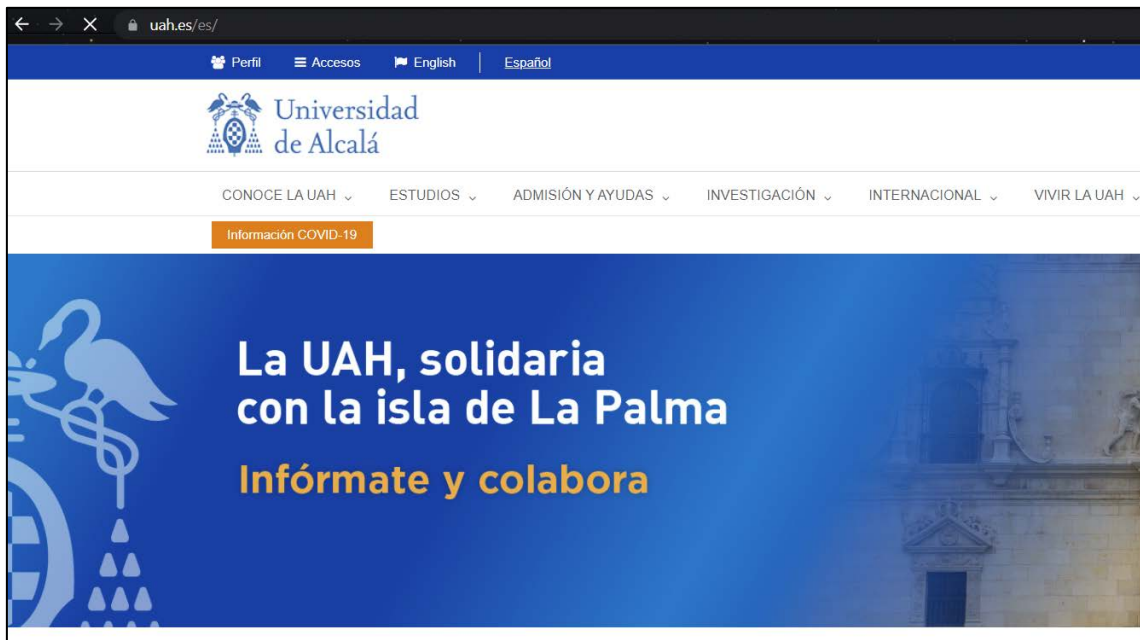 uah.es/es/
Perfil Accesos English Español
Universidad
de Alcalá
CONOCE LA UAH ESTUDIOS ADMISIÓN Y AYUDAS INVESTIGACIÓN INTERNACIONAL VIVIR LA UAH
Información COVID-19
La UAH, solidaria
con la isla de La Palma
Infórmate y colabora